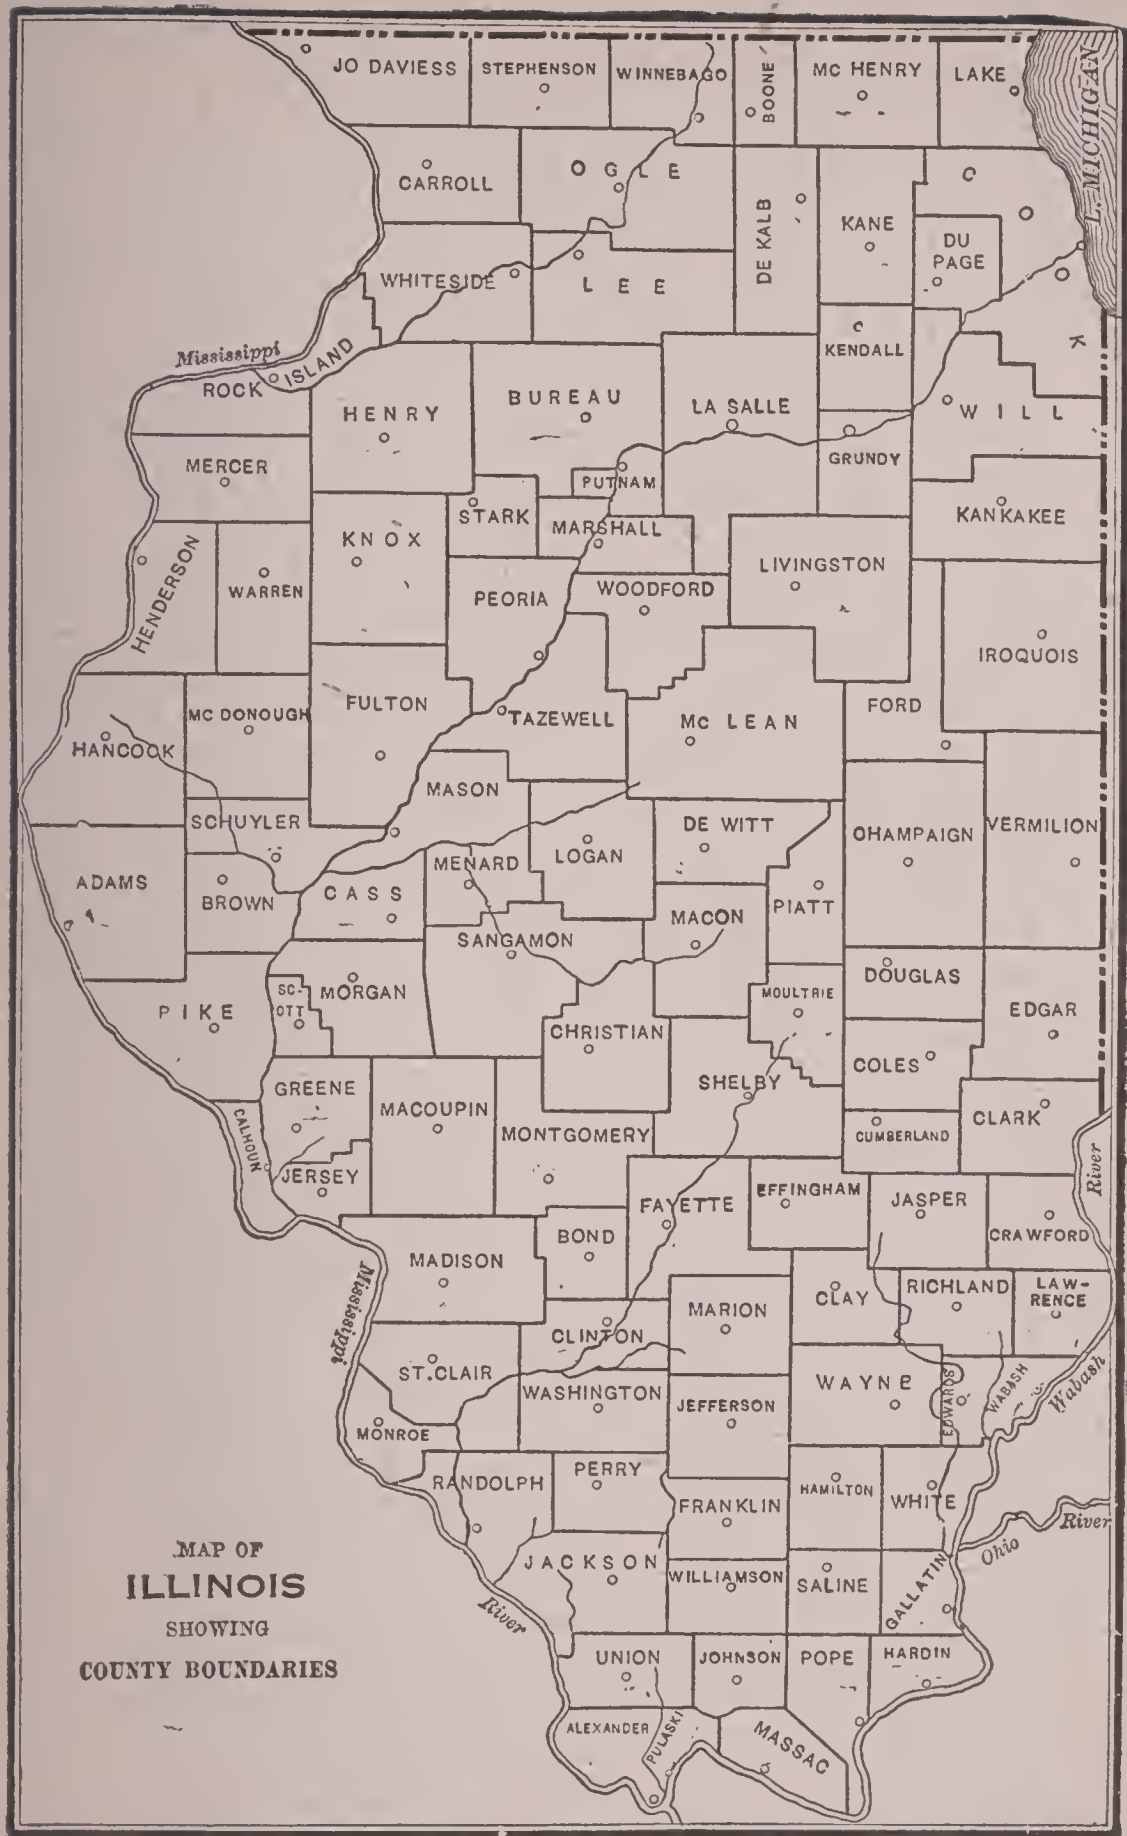 JO DAVIESS
STEPHENSON
WINNEBAGO
BOONE
MC HENRY
LAKE
L. MICHIGAN
CARROLL
OGLE
DE KALB
KANE
COOK
DU
PAGE
WHITESIDE
LEE
KENDALL
Mississippi
ROCK ISLAND
HENRY
BUREAU
LA SALLE
WILL
GRUNDY
MERCER
PUTNAM
STARK
MARSHALL
KANKAKEE
KNOX
HENDERSON
WARREN
PEORIA
WOODFORD
LIVINGSTON
IROQUOIS
FULTON
MC DONOUGH
TAZEWELL
Mc LEAN
FORD
HANCOCK
MASON
SCHUYLER
DE WITT
CHAMPAIGN
VERMILION
ADAMS
BROWN
CASS
MENARD
LOGAN
PIATT
MACON
SANGAMON
PIKE
SC-
OTT
MORGAN
CHRISTIAN
MOULTRIE
DOUGLAS
EDGAR
COLES
SHELBY
GREENE
MACOUPIN
MONTGOMERY
CALHOUN
JERSEY
CUMBERLAND
CLARK
River
FAYETTE
EFFINGHAM
JASPER
CRAWFORD
BOND
MADISON
Mississippi
MARION
CLAY
RICHLAND
LAW-
RENCE
CLINTON
ST. CLAIR
WASHINGTON
JEFFERSON
WAYNE
EDWARDS
WABASH
Wabash
MONROE
RANDOLPH
PERRY
FRANKLIN
HAMILTON
WHITE
Ohio River
JACKSON
WILLIAMSON
SALINE
GALLATIN
River
UNION
JOHNSON
POPE
HARDIN
ALEXANDER
PULASKI
MASSAC
MAP OF
ILLINOIS
SHOWING
COUNTY BOUNDARIES